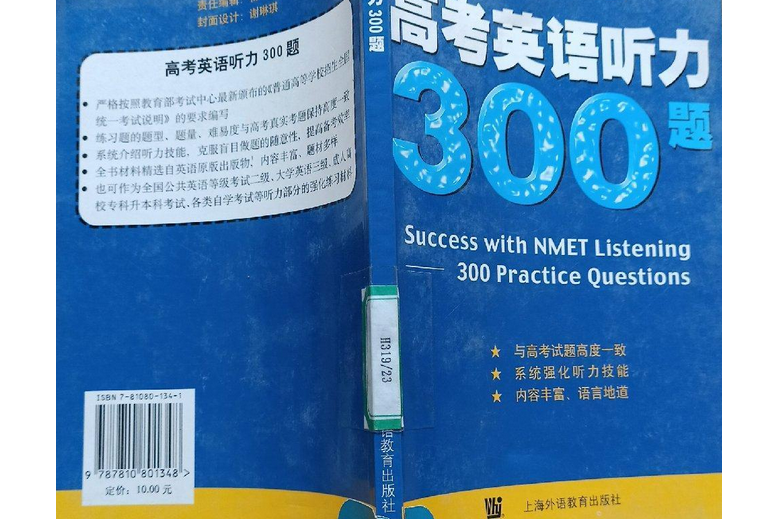 封面设计：谢琳琪
高考英语听力300题
严格按照教育部考试中心最新颁布的《普通高等学校招生全国
统一考试说明》的要求编写
练习题的题型、题量、难易度与高考真实考题保持高度一致
系统介绍听力技能，克服盲目做题的随意性，提高备考效率
全书材料精选自英语原版出版物，内容丰富、题材多样
也可作为全国公共英语等级考试二级、大学英语三级、成人高
校专科升本科考试、各类自学考试等听力部分的强化练习材料
ISBN 7-81080-134-1
9 787810 801348 >
定价：10.00 元
力300题
H319/23
语教育出版社
高考英语听力
300题
Success with NMET Listening
300 Practice Questions
★ 与高考试题高度一致
★ 系统强化听力技能
★ 内容丰富、语言地道
上海外语教育出版社